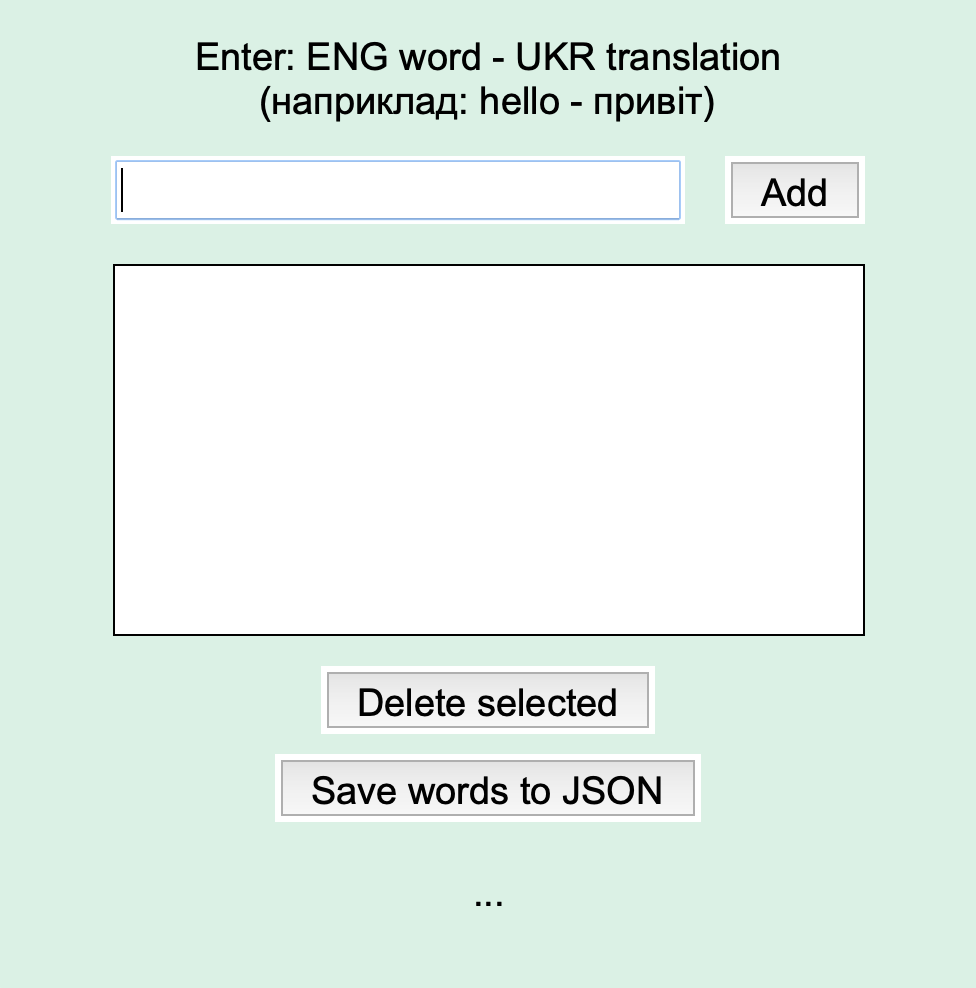 Enter: ENG word - UKR translation
(наприклад: hello - привіт)
Add
Delete selected
Save words to JSON
...